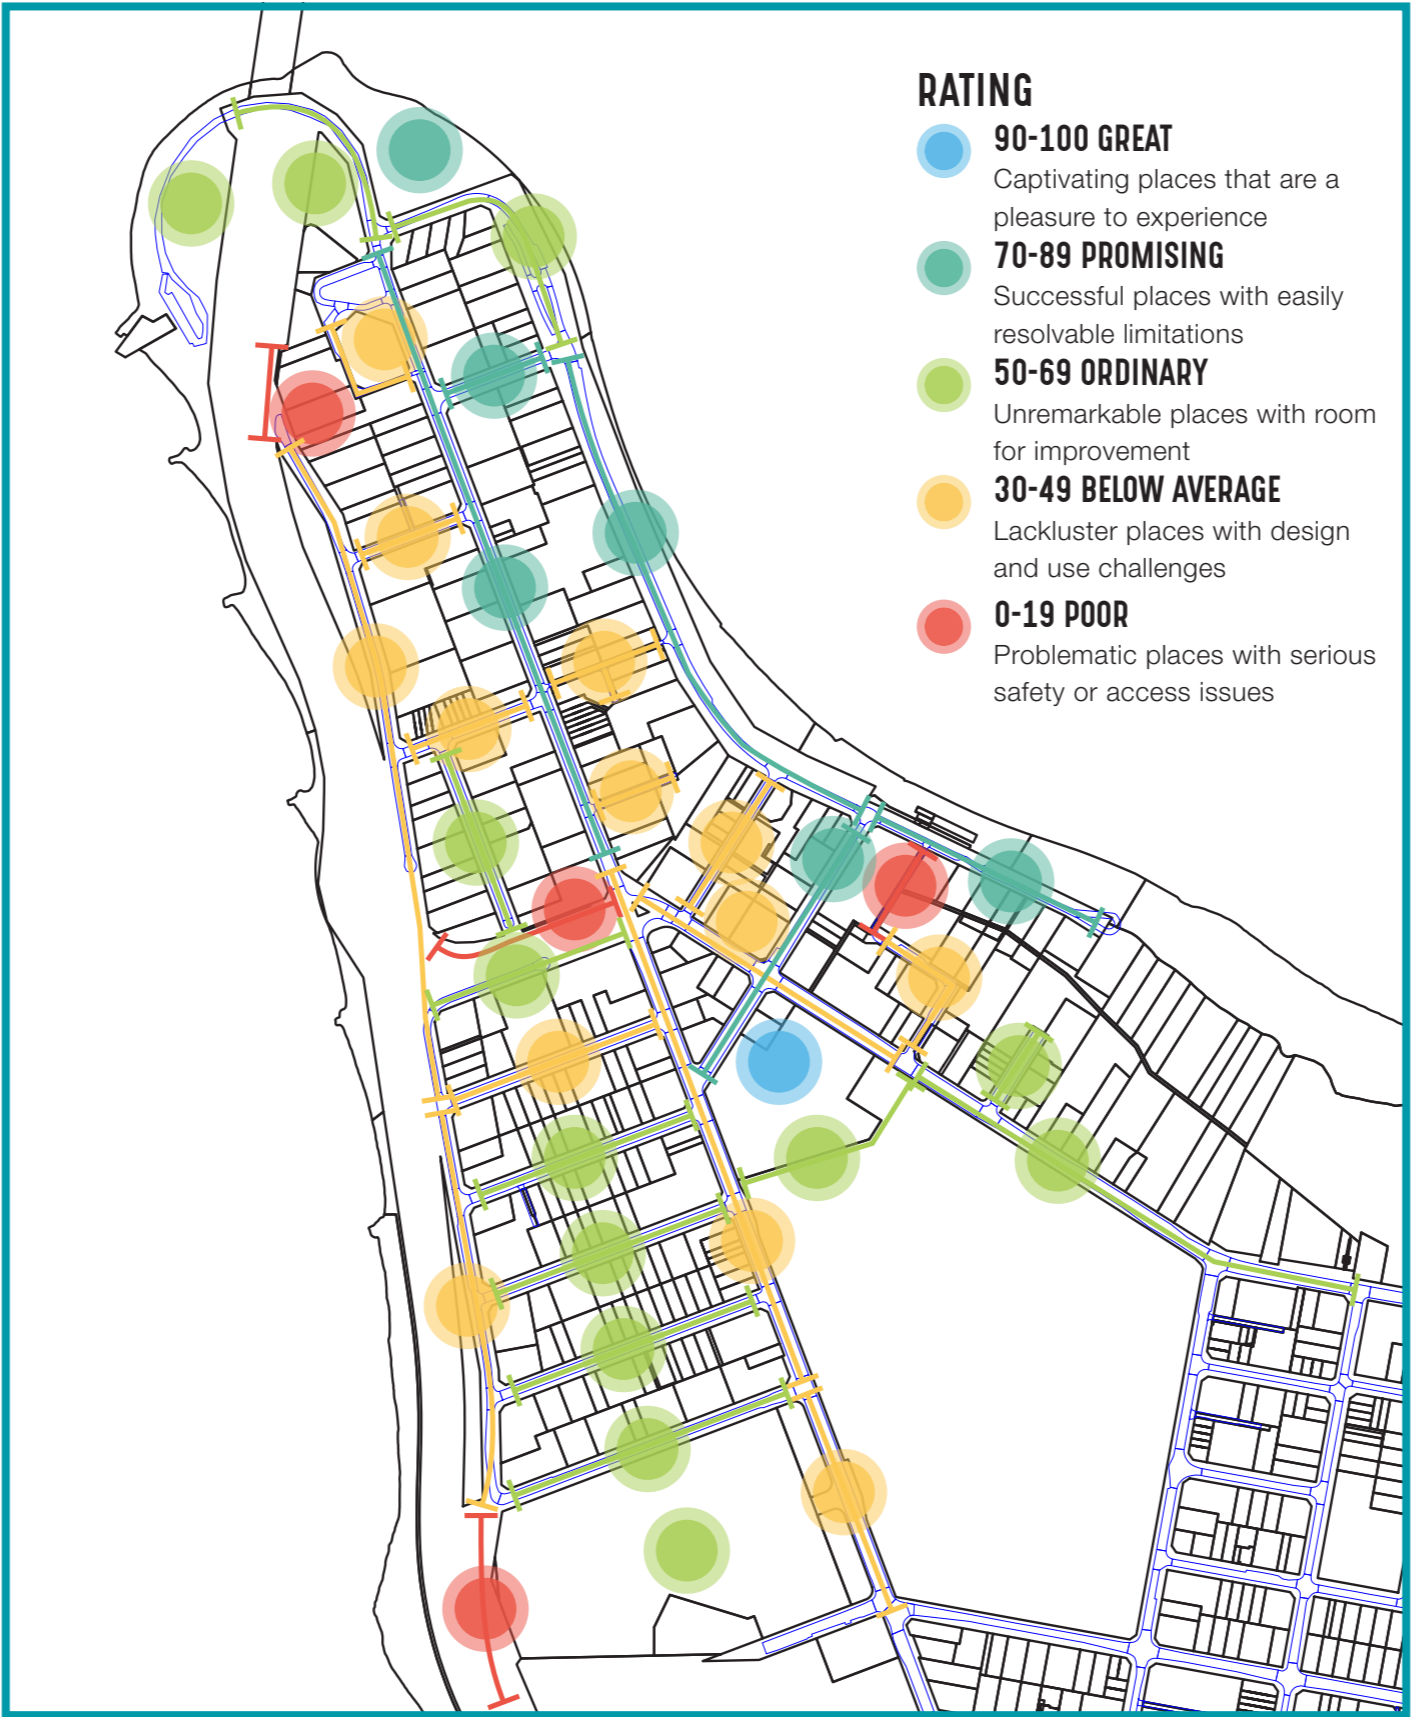 RATING
90-100 GREAT
Captivating places that are a
pleasure to experience
70-89 PROMISING
Successful places with easily
resolvable limitations
50-69 ORDINARY
Unremarkable places with room
for improvement
30-49 BELOW AVERAGE
Lackluster places with design
and use challenges
0-19 POOR
Problematic places with serious
safety or access issues